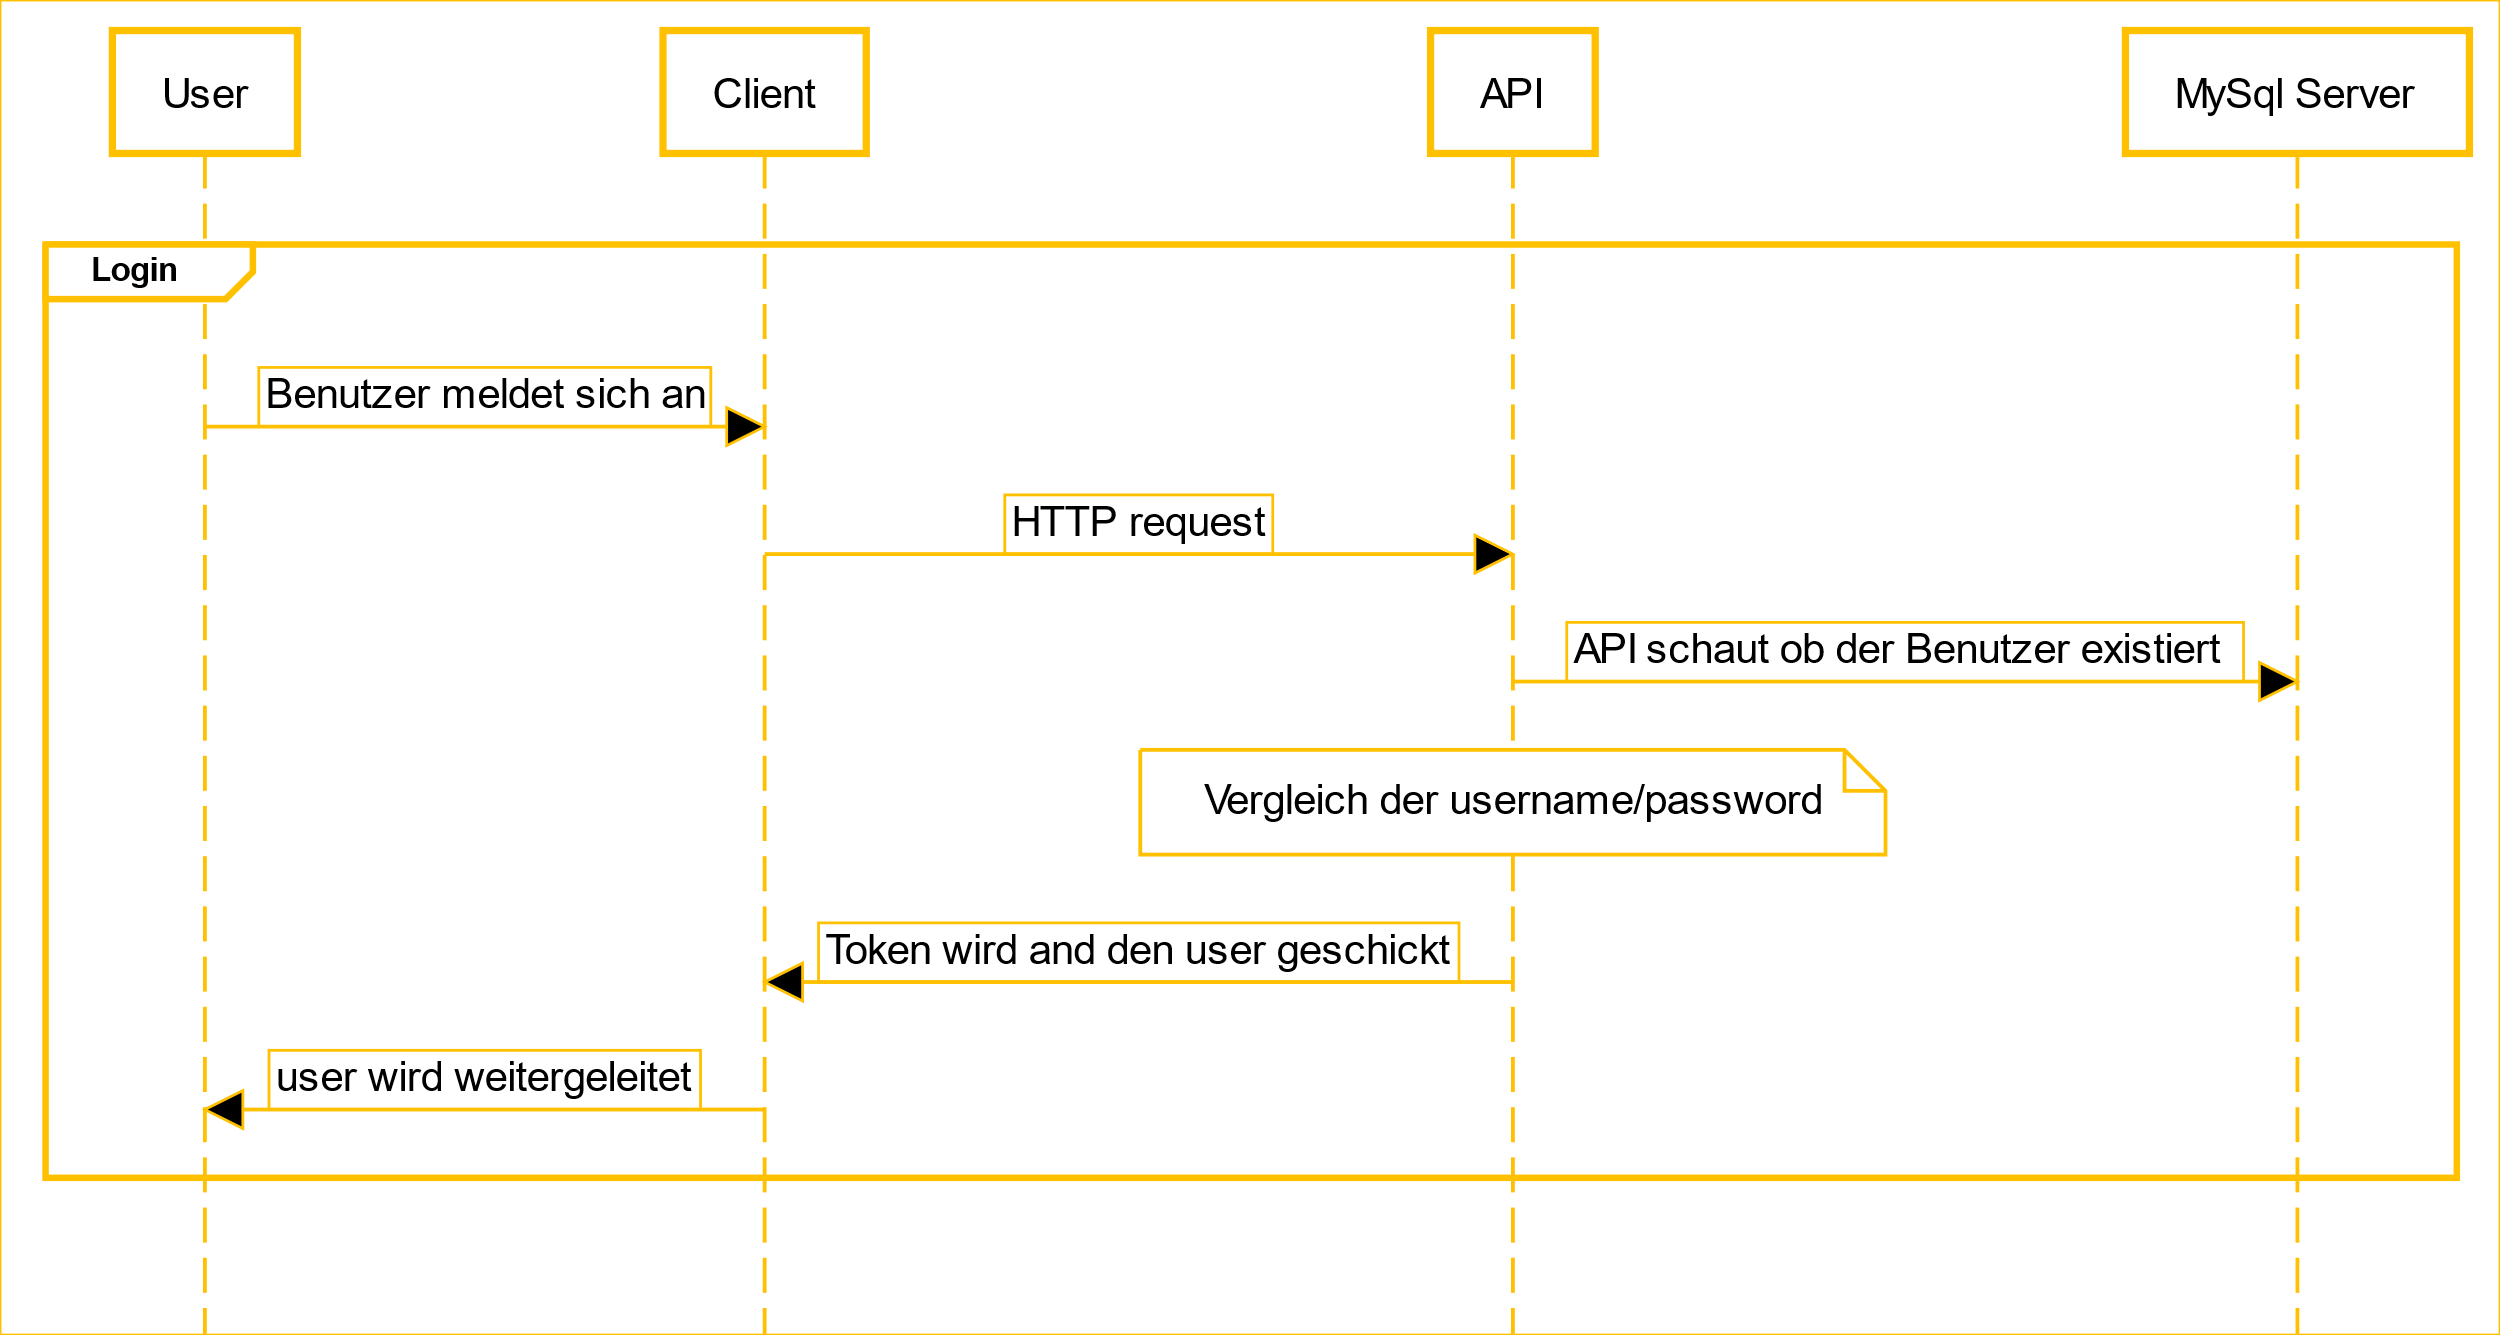 User
Client
API
MySql Server
Login
Benutzer meldet sich an
HTTP request
API schaut ob der Benutzer existiert
Vergleich der username/password
Token wird and den user geschickt
user wird weitergeleitet